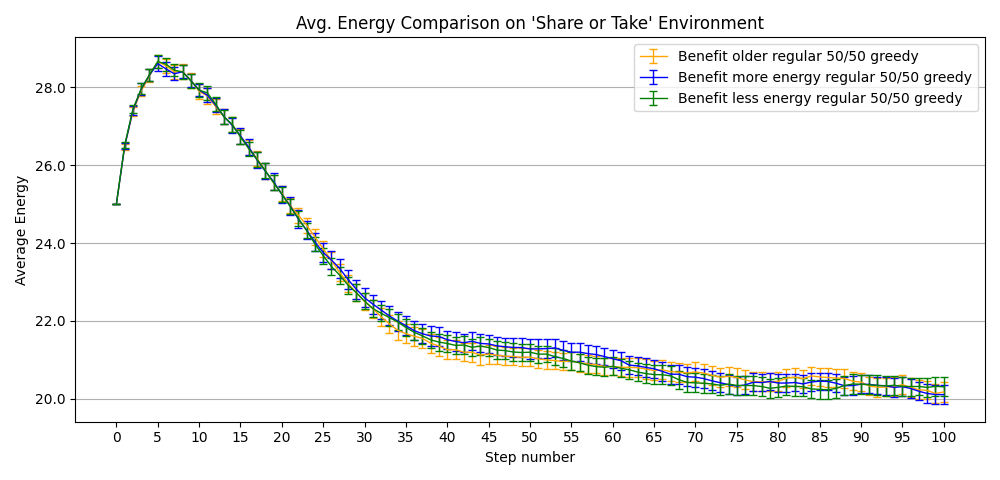 Avg. Energy Comparison on 'Share or Take' Environment
Benefit older regular 50/50 greedy
Benefit more energy regular 50/50 greedy
Benefit less energy regular 50/50 greedy
Average Energy
28.0
26.0
24.0
22.0
20.0
0 5 10 15 20 25 30 35 40 45 50 55 60 65 70 75 80 85 90 95 100
Step number